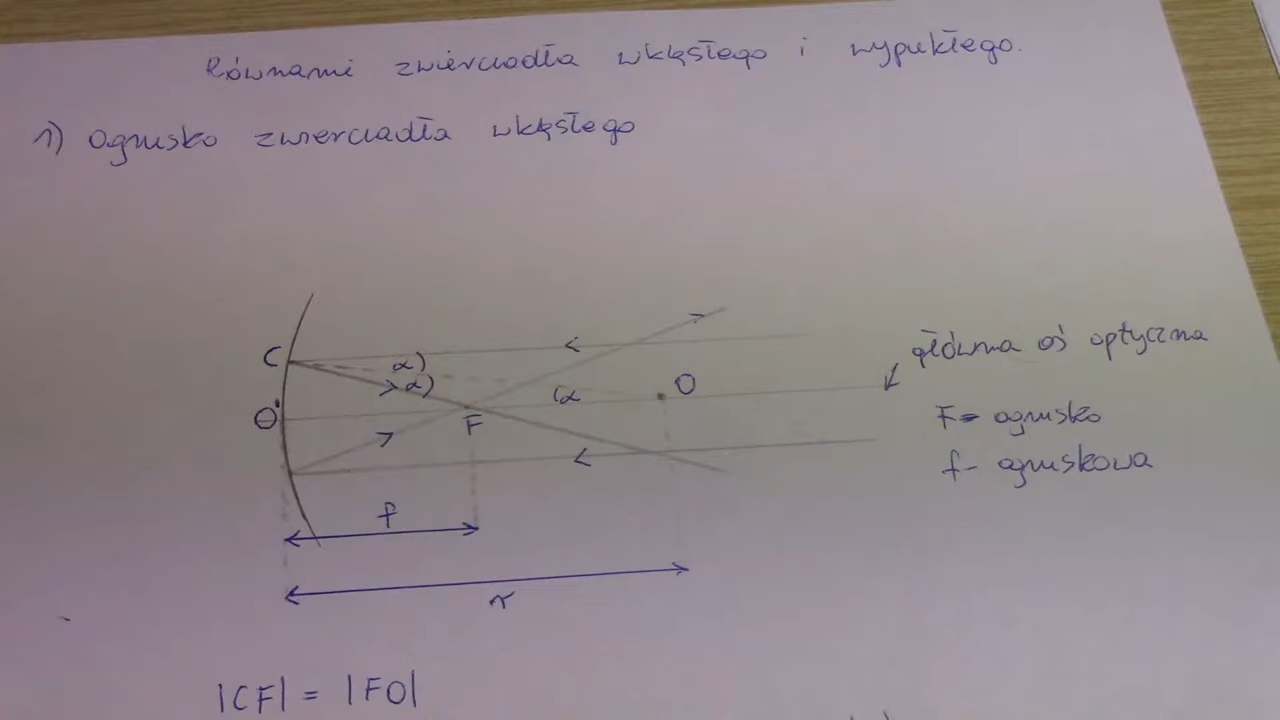 Równanie zwierciadła wklęsłego i wypukłego.
1) Ognisko zwierciadła wklęsłego
C
α)
α)
(α
O
O'
F
główna oś optyczna
F- ognisko
f- ogniskowa
f
r
|CF| = |FO|